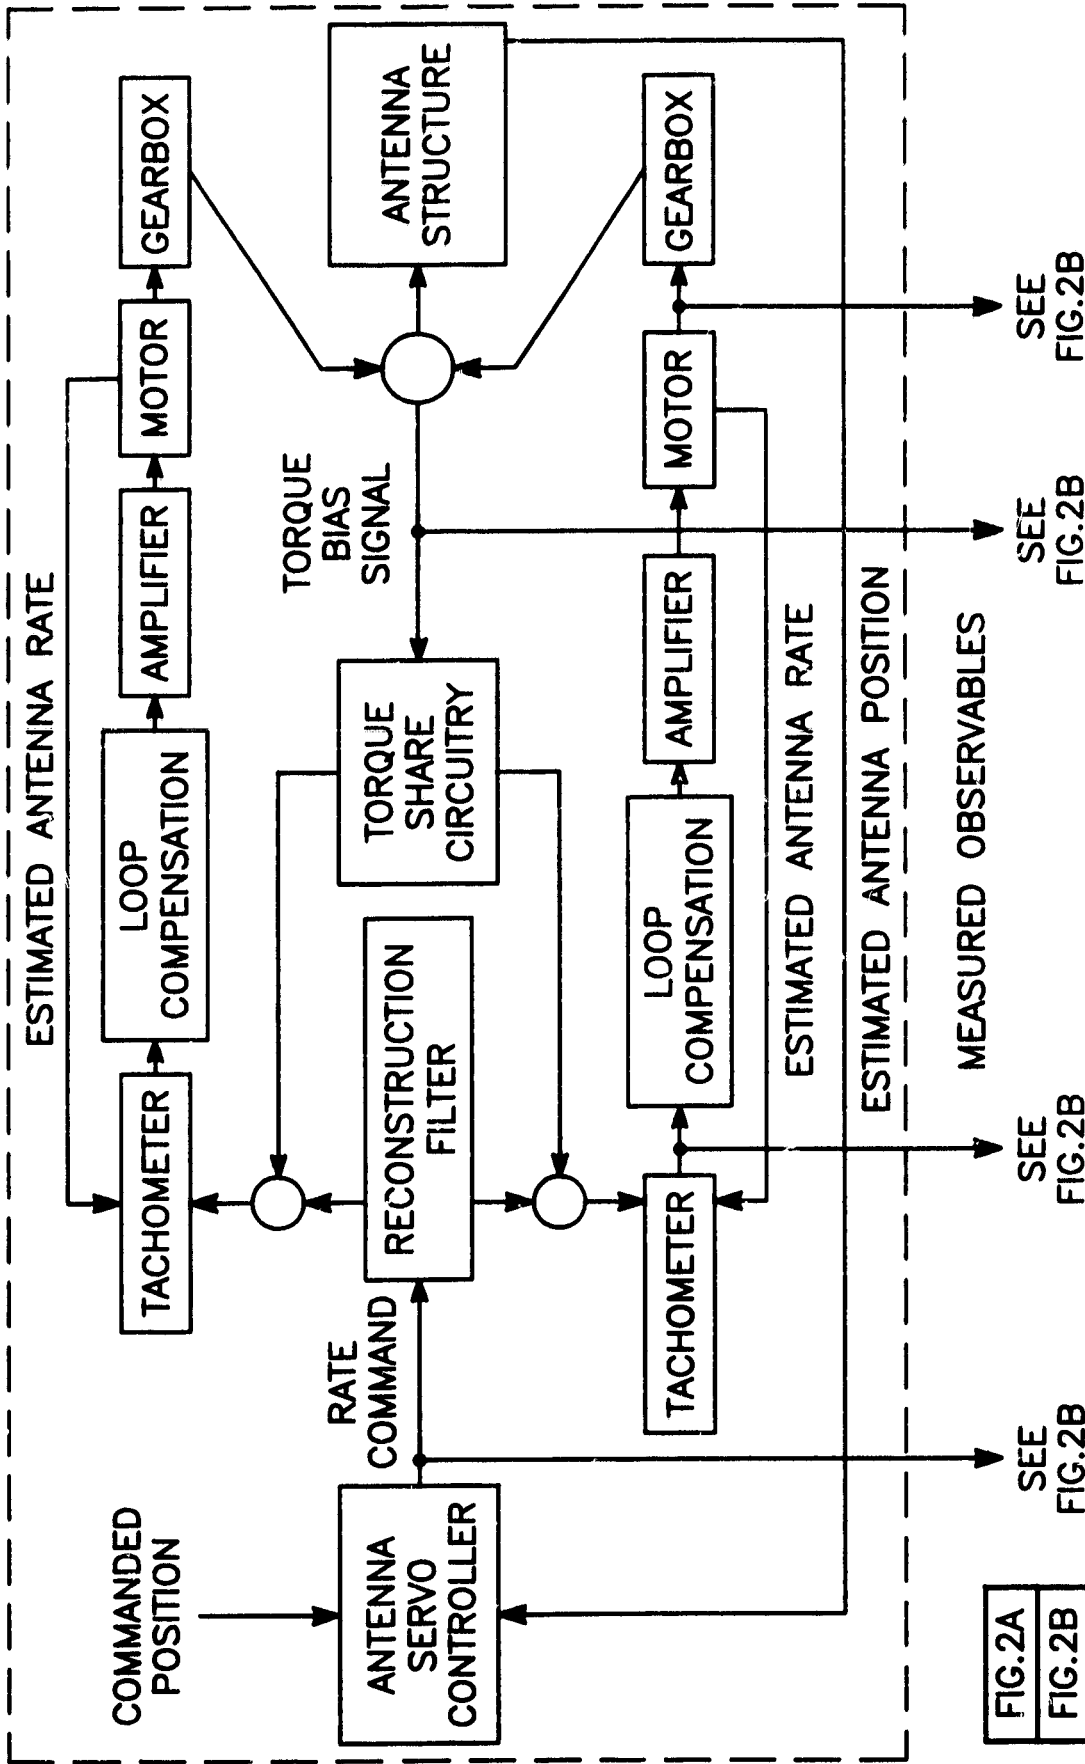 ESTIMATED ANTENNA RATE
COMMANDED
POSITION
TACHOMETER
LOOP
COMPENSATION
AMPLIFIER
MOTOR
GEARBOX
ANTENNA
SERVO
CONTROLLER
RATE
COMMAND
RECONSTRUCTION
FILTER
TORQUE
SHARE
CIRCUITRY
TORQUE
BIAS
SIGNAL
ANTENNA
STRUCTURE
TACHOMETER
LOOP
COMPENSATION
AMPLIFIER
MOTOR
GEARBOX
ESTIMATED ANTENNA RATE
ESTIMATED ANTENNA POSITION
MEASURED OBSERVABLES
SEE
FIG.2B
SEE
FIG.2B
SEE
FIG.2B
SEE
FIG.2B
FIG.2A
FIG.2B